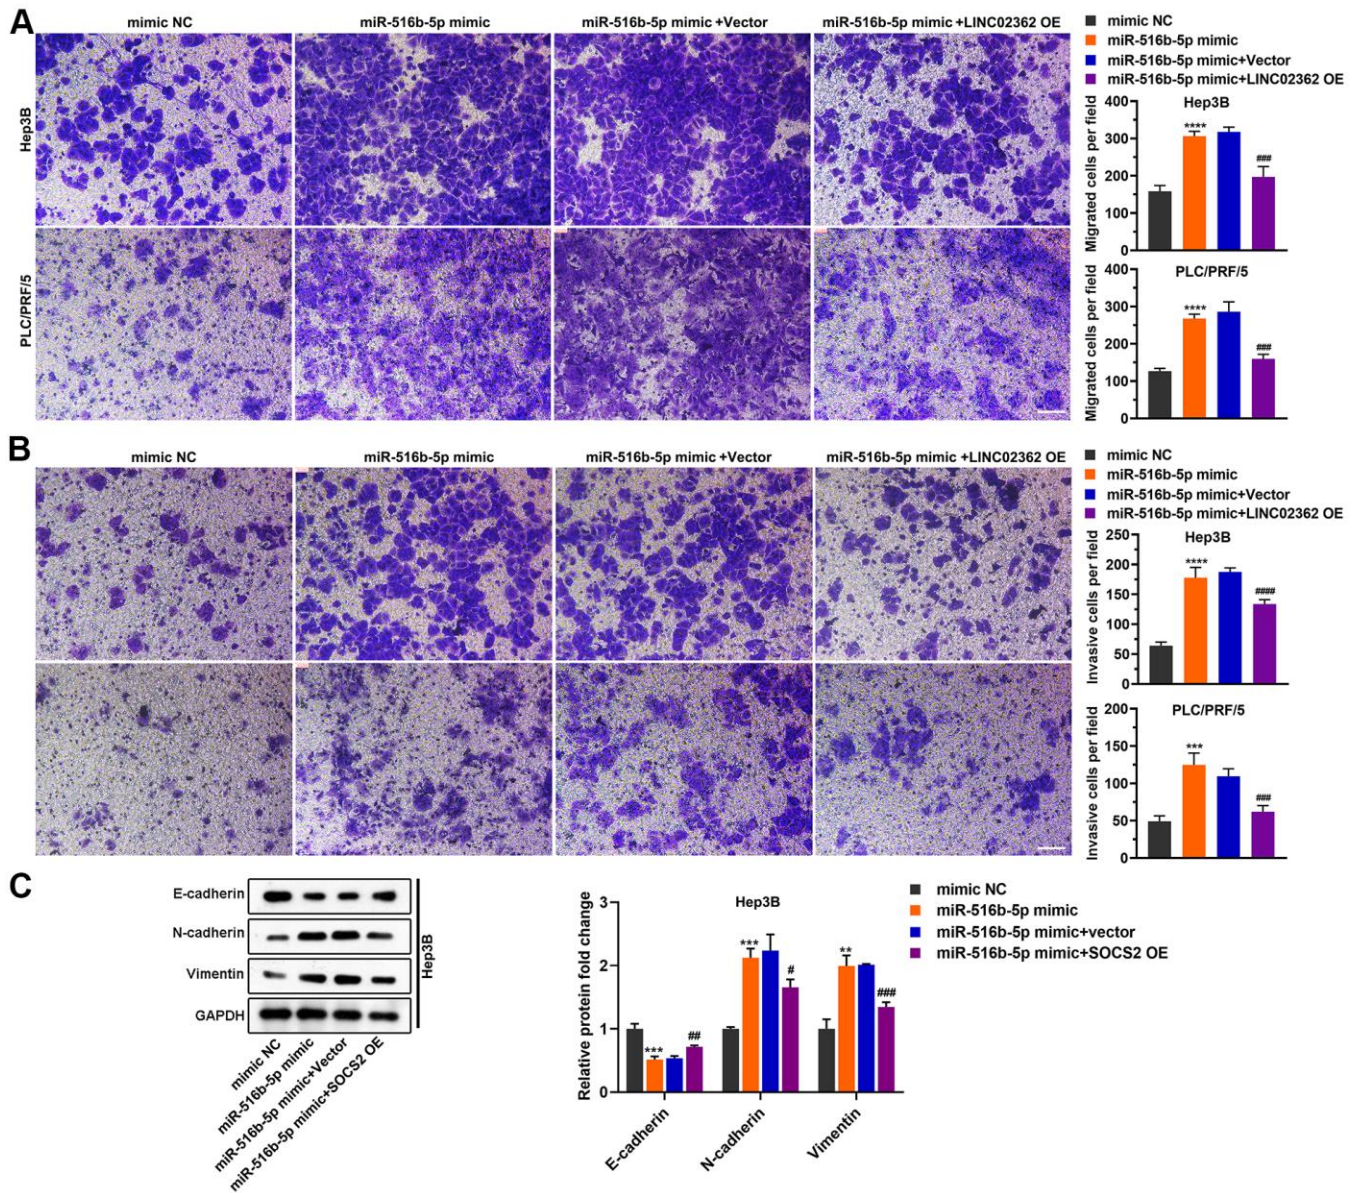 A
mimic NC
miR-516b-5p mimic
miR-516b-5p mimic +Vector
miR-516b-5p mimic +LINC02362 OE
Hep3B
PLC/PRF/5
mimic NC
miR-516b-5p mimic
miR-516b-5p mimic+Vector
miR-516b-5p mimic+LINC02362 OE
Hep3B
Migrated cells per field
400
300
200
100
0
****
###
PLC/PRF/5
Migrated cells per field
400
300
200
100
0
****
###
B
mimic NC
miR-516b-5p mimic
miR-516b-5p mimic +Vector
miR-516b-5p mimic +LINC02362 OE
mimic NC
miR-516b-5p mimic
miR-516b-5p mimic+Vector
miR-516b-5p mimic+LINC02362 OE
Hep3B
Invasive cells per field
250
200
150
100
50
0
****
####
PLC/PRF/5
Invasive cells per field
200
150
100
50
0
***
###
C
E-cadherin
N-cadherin
Vimentin
GAPDH
Hep3B
mimic NC
miR-516b-5p mimic
miR-516b-5p mimic+Vector
miR-516b-5p mimic+SOCS2 OE
Hep3B
Relative protein fold change
3
2
1
0
***
##
***
#
**
###
E-cadherin
N-cadherin
Vimentin
mimic NC
miR-516b-5p mimic
miR-516b-5p mimic+vector
miR-516b-5p mimic+SOCS2 OE